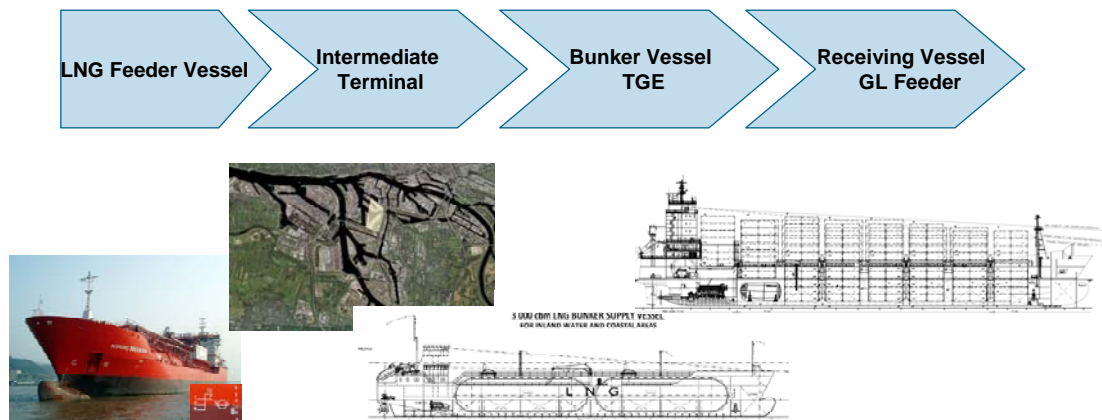 LNG Feeder Vessel
Intermediate
Terminal
Bunker Vessel
TGE
Receiving Vessel
GL Feeder
3 000 cbm LNG BUNKER SUPPLY VESSEL
FOR INLAND WATER AND COASTAL AREAS
L N G